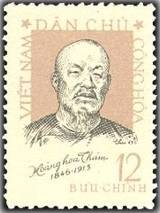 VIỆT NAM
DÂN CHỦ
CỘNG HÒA
Hoàng hoa Thám
1846-1913
12
BƯU-CHÍNH